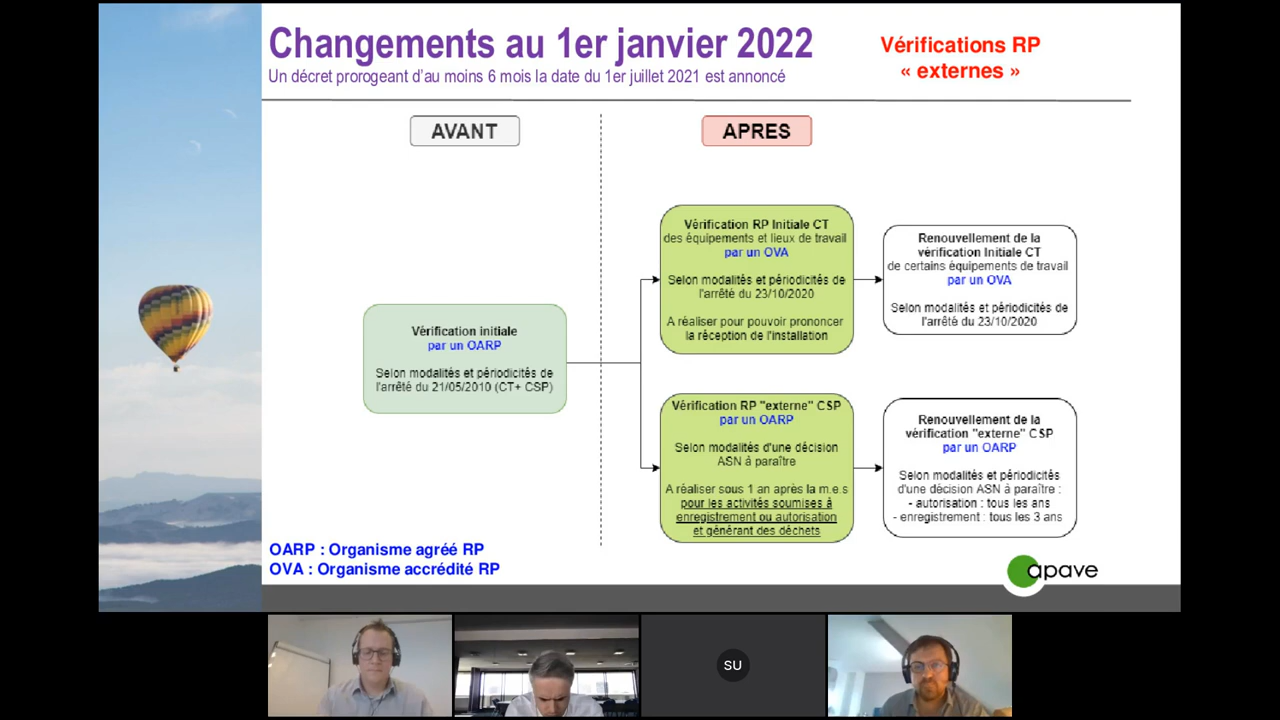 Changements au 1er janvier 2022
Un décret prorogeant d'au moins 6 mois la date du 1er juillet 2021 est annoncé
Vérifications RP
« externes »
AVANT
APRES
Vérification initiale
par un OARP
Selon modalités et périodicités de
l'arrêté du 21/05/2010 (CT+ CSP)
Vérification RP Initiale CT
des équipements et lieux de travail
par un OVA
Selon modalités et périodicités de
l'arrêté du 23/10/2020
A réaliser pour pouvoir prononcer
la réception de l'installation
Renouvellement de la
vérification Initiale CT
de certains équipements de travail
par un OVA
Selon modalités et périodicités de
l'arrêté du 23/10/2020
Vérification RP "externe" CSP
par un OARP
Selon modalités d'une décision
ASN à paraître
A réaliser sous 1 an après la m.e.s
pour les activités soumises à
enregistrement ou autorisation
et générant des déchets
Renouvellement de la
vérification "externe" CSP
par un OARP
Selon modalités et périodicités
d'une décision ASN à paraître :
- autorisation : tous les ans
- enregistrement : tous les 3 ans
OARP : Organisme agréé RP
OVA : Organisme accrédité RP
apave
SU